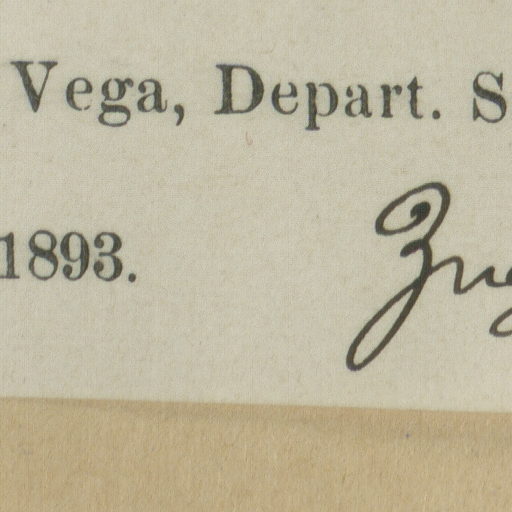 Vega, Depart. S
1893.